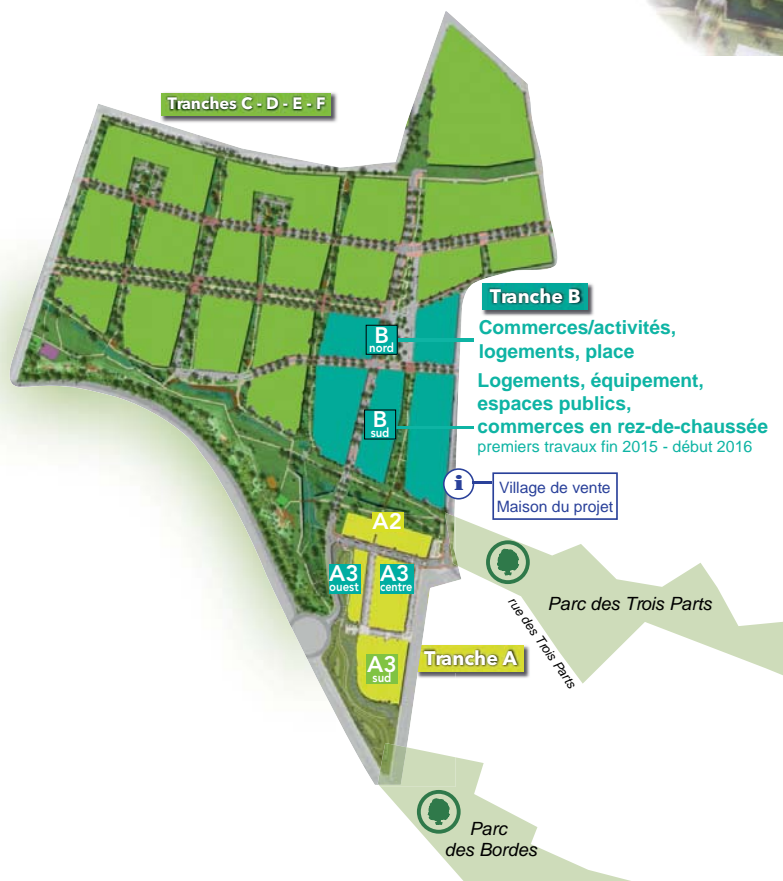 Tranches C - D - E - F
Tranche B
B
nord
Commerces/activités,
logements, place
Logements, équipement,
espaces publics,
commerces en rez-de-chaussée
premiers travaux fin 2015 - début 2016
B
sud
i
Village de vente
Maison du projet
A2
A3
ouest
A3
centre
Parc des Trois Parts
rue des Trois Parts
Tranche A
A3
sud
Parc
des Bordes